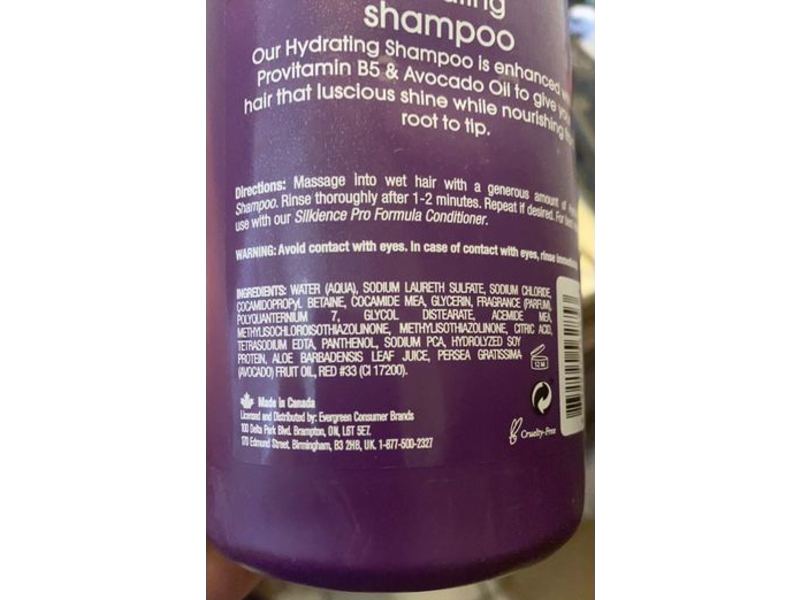 shampoo
Our Hydrating Shampoo is enhanced
Provitamin B5 & Avocado Oil to give
hair that luscious shine while nourishing
root to tip.
Directions: Massage into wet hair with a generous amount of
Shampoo. Rinse thoroughly after 1-2 minutes. Repeat if desired. For
use with our Silkience Pro Formula Conditioner.
WARNING: Avoid contact with eyes. In case of contact with eyes, rinse
INGREDIENTS: WATER (AQUA), SODIUM LAURETH SULFATE, SODIUM CHLORIDE,
COCAMIDOPROPYL BETAINE, COCAMIDE MEA, GLYCERIN, FRAGRANCE (PARFUM),
POLYQUANTERNIUM 7, GLYCOL DISTEARATE, ACEMIDE MEA,
METHYLISOCHLOROISOTHIAZOLINONE, METHYLISOTHIAZOLINONE, CITRIC ACID,
TETRASODIUM EDTA, PANTHENOL, SODIUM PCA, HYDROLYZED SOY
PROTEIN, ALOE BARBADENSIS LEAF JUICE, PERSEA GRATISSIMA
(AVOCADO) FRUIT OIL, RED #33 (CI 17200).
12 M
Made in Canada
Licensed and Distributed by: Evergreen Consumer Brands
100 Delta Park Blvd. Brampton, ON, L6T 5E7.
170 Edmund Street. Birmingham, B3 2HB, UK. 1-877-500-2327
Cruelty-Free